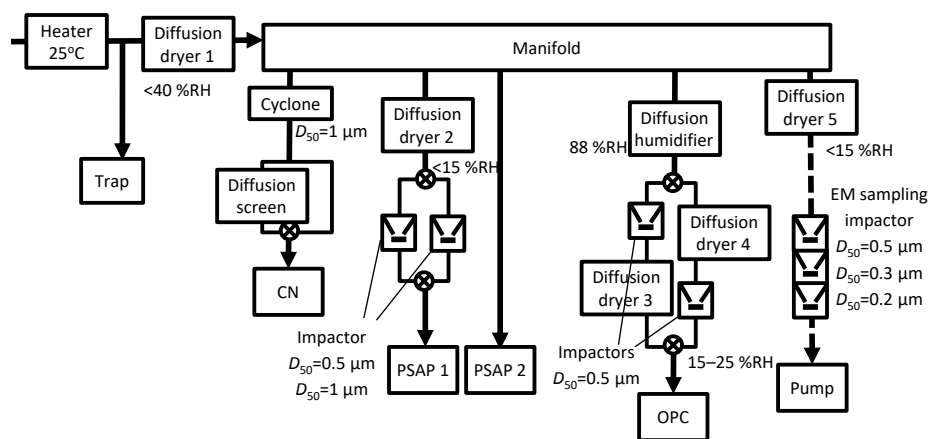 Heater
25°C
Diffusion
dryer 1
Manifold
<40 %RH
Trap
Cyclone
D50=1 μm
Diffusion
screen
CN
Diffusion
dryer 2
<15 %RH
Impactor
D50=0.5 μm
D50=1 μm
PSAP 1
PSAP 2
Diffusion
humidifier
88 %RH
Diffusion
dryer 4
Diffusion
dryer 3
Impactors
D50=0.5 μm
15–25 %RH
OPC
Diffusion
dryer 5
<15 %RH
EM sampling
impactor
D50=0.5 μm
D50=0.3 μm
D50=0.2 μm
Pump